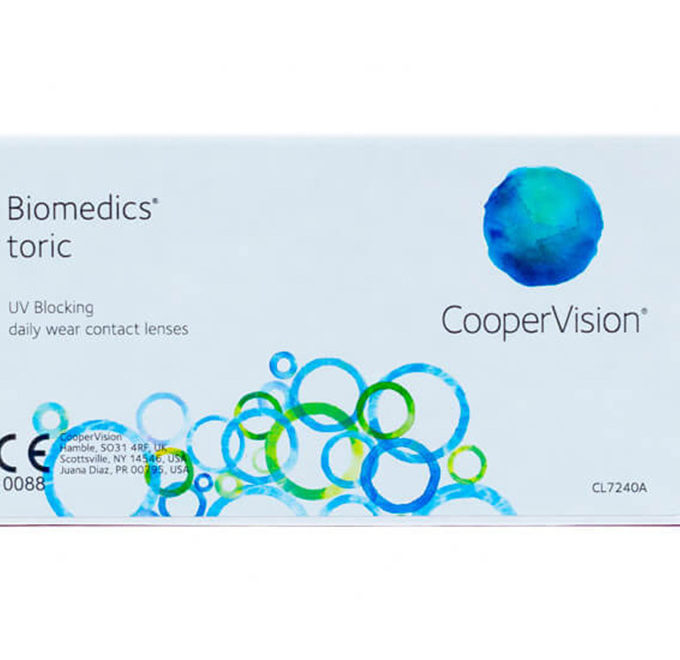 Biomedics®
toric
CooperVision®
UV Blocking
daily wear contact lenses
CE
0088
CooperVision
Hamble, SO31 4RF, UK
Scottsville, NY 14546, USA
Juana Diaz, PR 00795, USA
CL7240A